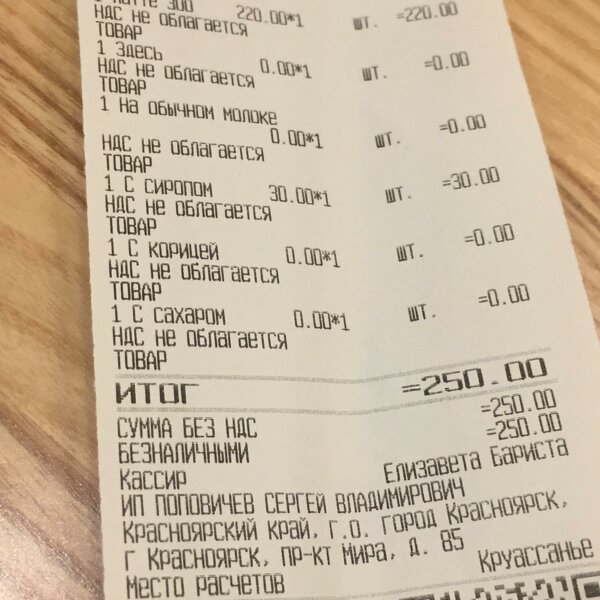 1 Латте 300 220.00*1 шт. =220.00
НДС не облагается
ТОВАР
1 Здесь 0.00*1 шт. =0.00
НДС не облагается
ТОВАР
1 На обычном молоке
0.00*1 шт. =0.00
НДС не облагается
ТОВАР
1 С сиропом 30.00*1 шт. =30.00
НДС не облагается
ТОВАР
1 С корицей 0.00*1 шт. =0.00
НДС не облагается
ТОВАР
1 С сахаром 0.00*1 шт. =0.00
НДС не облагается
ТОВАР
ИТОГ =250.00
СУММА БЕЗ НДС =250.00
БЕЗНАЛИЧНЫМИ =250.00
Кассир Елизавета Бариста
ИП ПОПОВИЧЕВ СЕРГЕЙ ВЛАДИМИРОВИЧ
Красноярский край, г.о. город Красноярск,
г Красноярск, пр-кт Мира, д. 85
Место расчетов Круассанье